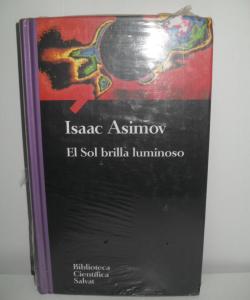 Isaac Asimov
El Sol brilla luminoso
Biblioteca
Científica
Salvat